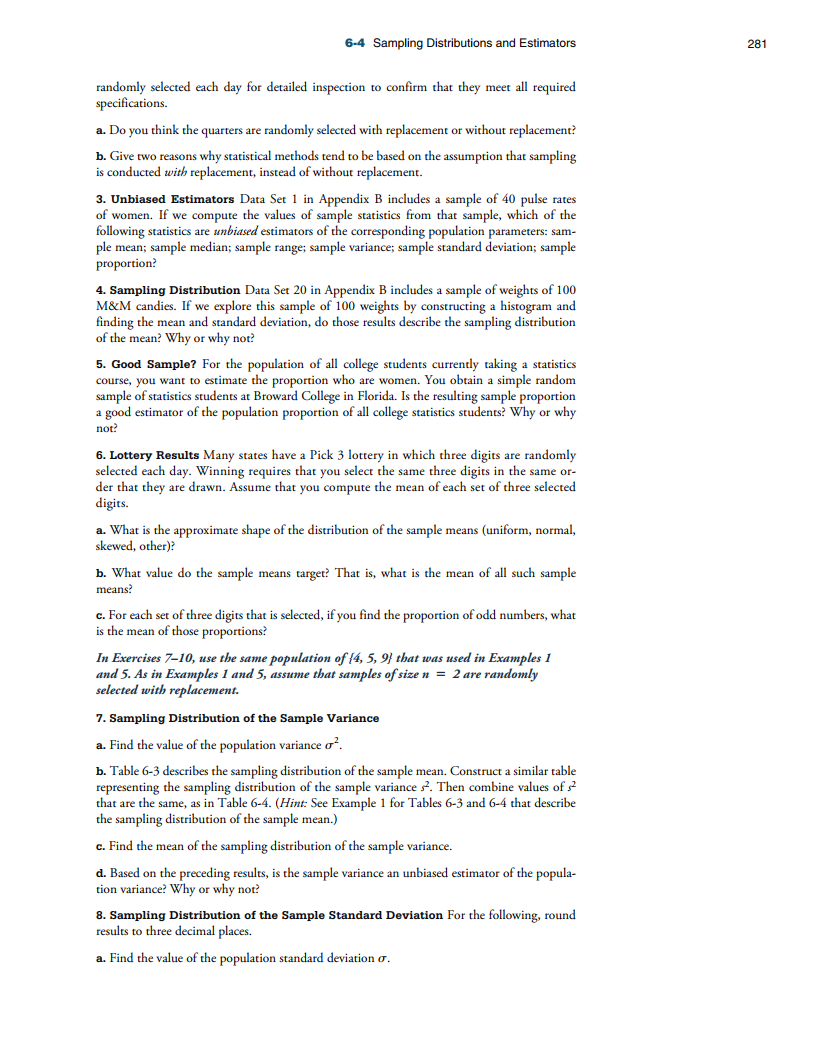 6-4 Sampling Distributions and Estimators 281
randomly selected each day for detailed inspection to confirm that they meet all required
specifications.
a. Do you think the quarters are randomly selected with replacement or without replacement?
b. Give two reasons why statistical methods tend to be based on the assumption that sampling
is conducted with replacement, instead of without replacement.
3. Unbiased Estimators Data Set 1 in Appendix B includes a sample of 40 pulse rates
of women. If we compute the values of sample statistics from that sample, which of the
following statistics are unbiased estimators of the corresponding population parameters: sam-
ple mean; sample median; sample range; sample variance; sample standard deviation; sample
proportion?
4. Sampling Distribution Data Set 20 in Appendix B includes a sample of weights of 100
M&M candies. If we explore this sample of 100 weights by constructing a histogram and
finding the mean and standard deviation, do those results describe the sampling distribution
of the mean? Why or why not?
5. Good Sample? For the population of all college students currently taking a statistics
course, you want to estimate the proportion who are women. You obtain a simple random
sample of statistics students at Broward College in Florida. Is the resulting sample proportion
a good estimator of the population proportion of all college statistics students? Why or why
not?
6. Lottery Results Many states have a Pick 3 lottery in which three digits are randomly
selected each day. Winning requires that you select the same three digits in the same or-
der that they are drawn. Assume that you compute the mean of each set of three selected
digits.
a. What is the approximate shape of the distribution of the sample means (uniform, normal,
skewed, other)?
b. What value do the sample means target? That is, what is the mean of all such sample
means?
c. For each set of three digits that is selected, if you find the proportion of odd numbers, what
is the mean of those proportions?
In Exercises 7–10, use the same population of {4, 5, 9} that was used in Examples 1
and 5. As in Examples 1 and 5, assume that samples of size n = 2 are randomly
selected with replacement.
7. Sampling Distribution of the Sample Variance
a. Find the value of the population variance σ².
b. Table 6-3 describes the sampling distribution of the sample mean. Construct a similar table
representing the sampling distribution of the sample variance s². Then combine values of s²
that are the same, as in Table 6-4. (Hint: See Example 1 for Tables 6-3 and 6-4 that describe
the sampling distribution of the sample mean.)
c. Find the mean of the sampling distribution of the sample variance.
d. Based on the preceding results, is the sample variance an unbiased estimator of the popula-
tion variance? Why or why not?
8. Sampling Distribution of the Sample Standard Deviation For the following, round
results to three decimal places.
a. Find the value of the population standard deviation σ.